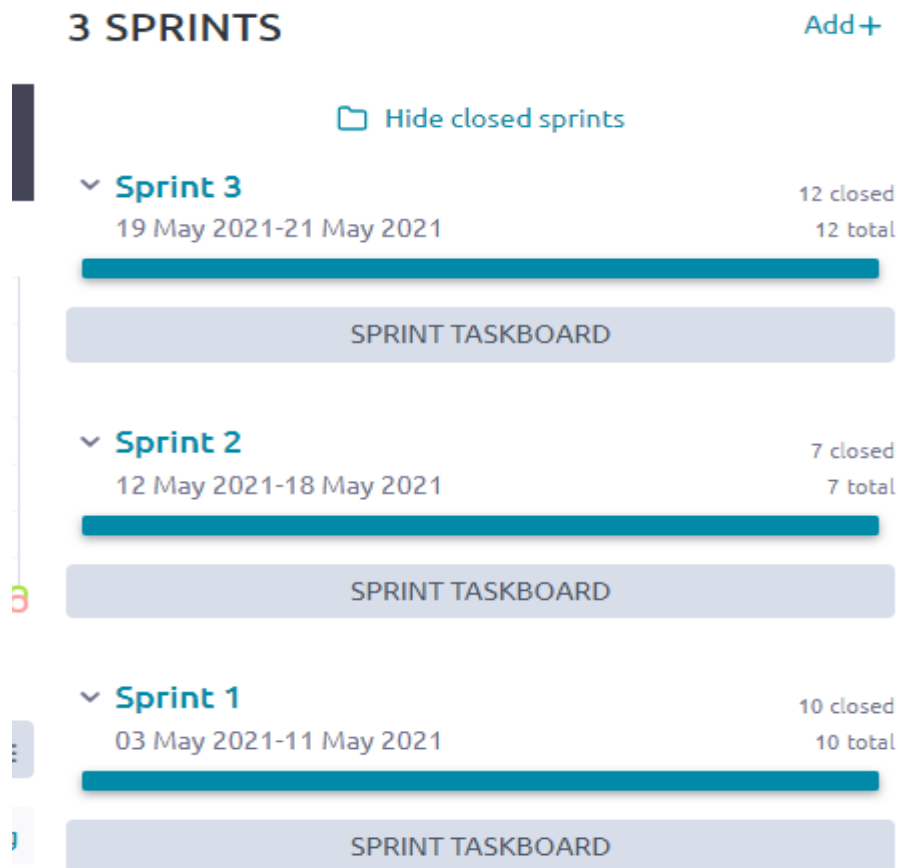 3 SPRINTS
Add+
Hide closed sprints
Sprint 3
12 closed
19 May 2021-21 May 2021
12 total
SPRINT TASKBOARD
Sprint 2
7 closed
12 May 2021-18 May 2021
7 total
SPRINT TASKBOARD
Sprint 1
10 closed
03 May 2021-11 May 2021
10 total
SPRINT TASKBOARD